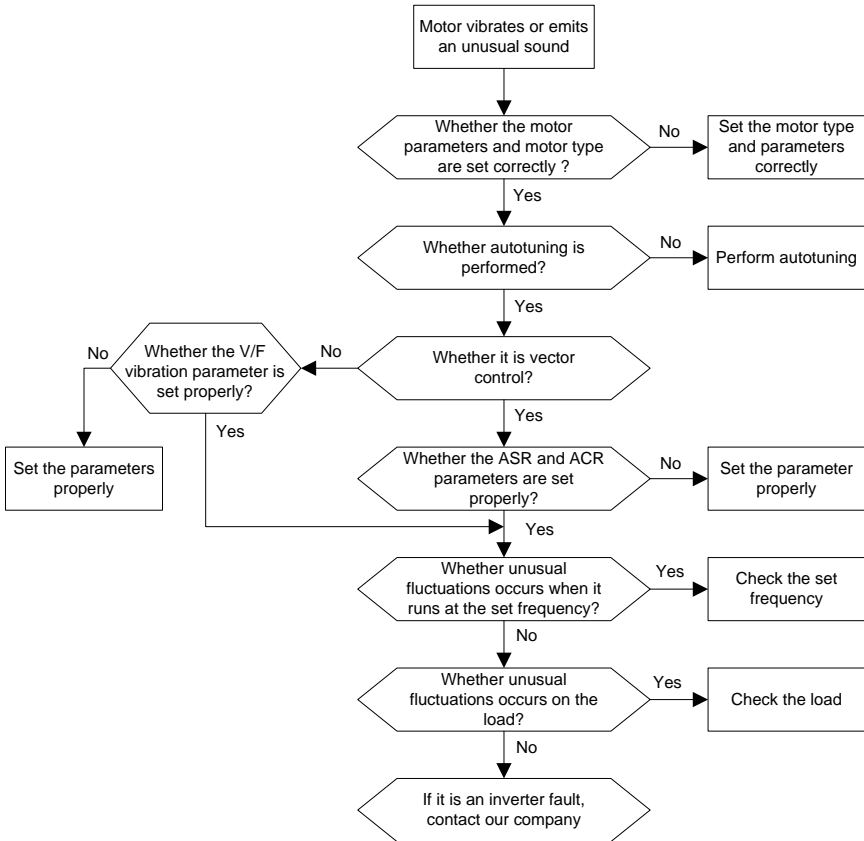 Motor vibrates or emits
an unusual sound
Whether the motor
parameters and motor type
are set correctly ?
No
Set the motor type
and parameters
correctly
Yes
Whether autotuning is
performed?
No
Perform autotuning
Yes
Whether it is vector
control?
No
Whether the V/F
vibration parameter is
set properly?
No
Set the parameters
properly
Yes
Yes
Whether the ASR and ACR
parameters are set
properly?
No
Set the parameter
properly
Yes
Whether unusual
fluctuations occurs when it
runs at the set frequency?
Yes
Check the set
frequency
No
Whether unusual
fluctuations occurs on the
load?
Yes
Check the load
No
If it is an inverter fault,
contact our company